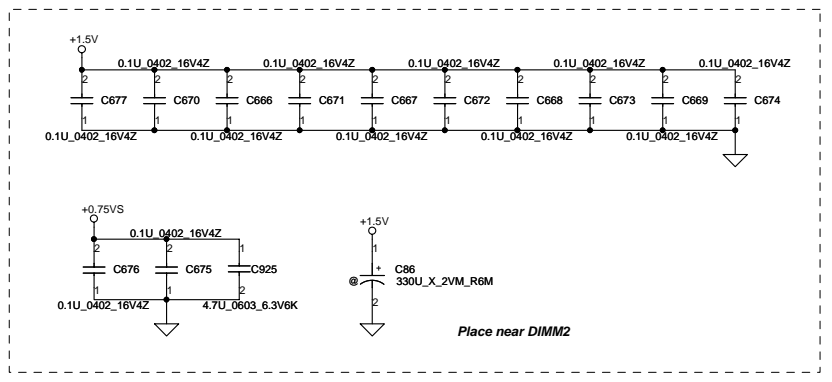 +1.5V
0.1U_0402_16V4Z 0.1U_0402_16V4Z 0.1U_0402_16V4Z 0.1U_0402_16V4Z 0.1U_0402_16V4Z
2 2 2 2 2 2 2 2 2 2
C677 C670 C666 C671 C667 C672 C668 C673 C669 C674
1 1 1 1 1 1 1 1 1 1
0.1U_0402_16V4Z 0.1U_0402_16V4Z 0.1U_0402_16V4Z 0.1U_0402_16V4Z 0.1U_0402_16V4Z
+0.75VS
0.1U_0402_16V4Z
2 2 1
C676 C675 C925
1 1 2
0.1U_0402_16V4Z 4.7U_0603_6.3V6K
+1.5V
1
+ C86
@ 330U_X_2VM_R6M
2
Place near DIMM2